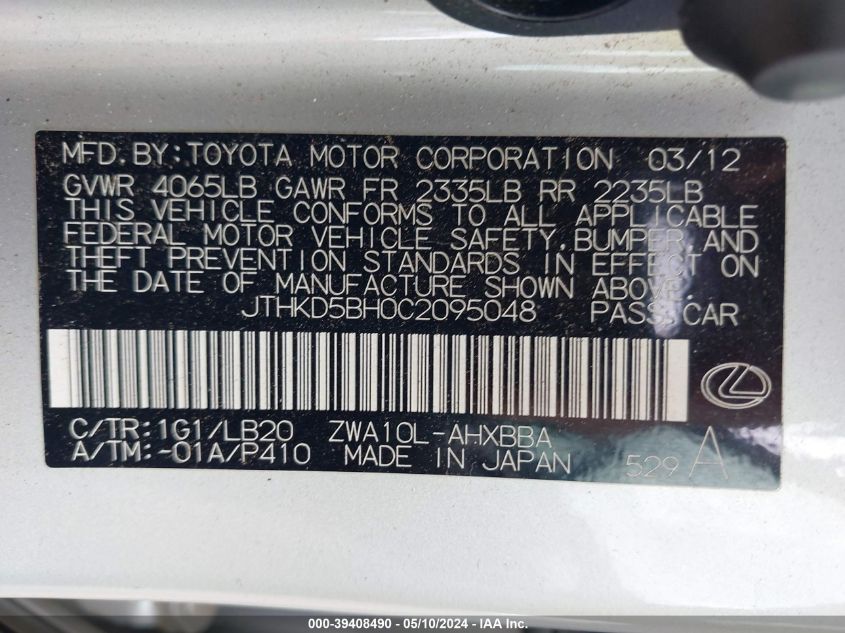 MFD. BY: TOYOTA MOTOR CORPORATION 03/12
GVWR 4065LB GAWR FR 2335LB RR 2235LB
THIS VEHICLE CONFORMS TO ALL APPLICABLE
FEDERAL MOTOR VEHICLE SAFETY, BUMPER, AND
THEFT PREVENTION STANDARDS IN EFFECT ON
THE DATE OF MANUFACTURE SHOWN ABOVE.
JTHKD5BH0C2095048 PASS. CAR
C/TR: 1G1/LB20 ZWA10L-AHXBBA
A/TM: -01A/P410 MADE IN JAPAN 529 A
000-39408490 - 05/10/2024 - IAA Inc.